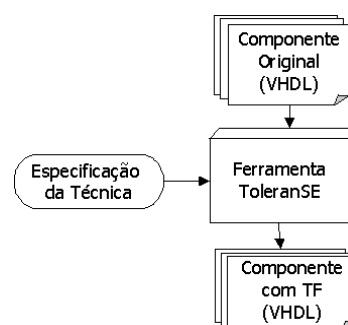 Componente
Original
(VHDL)
Especificação
da Técnica
Ferramenta
ToleranSE
Componente
com TF
(VHDL)